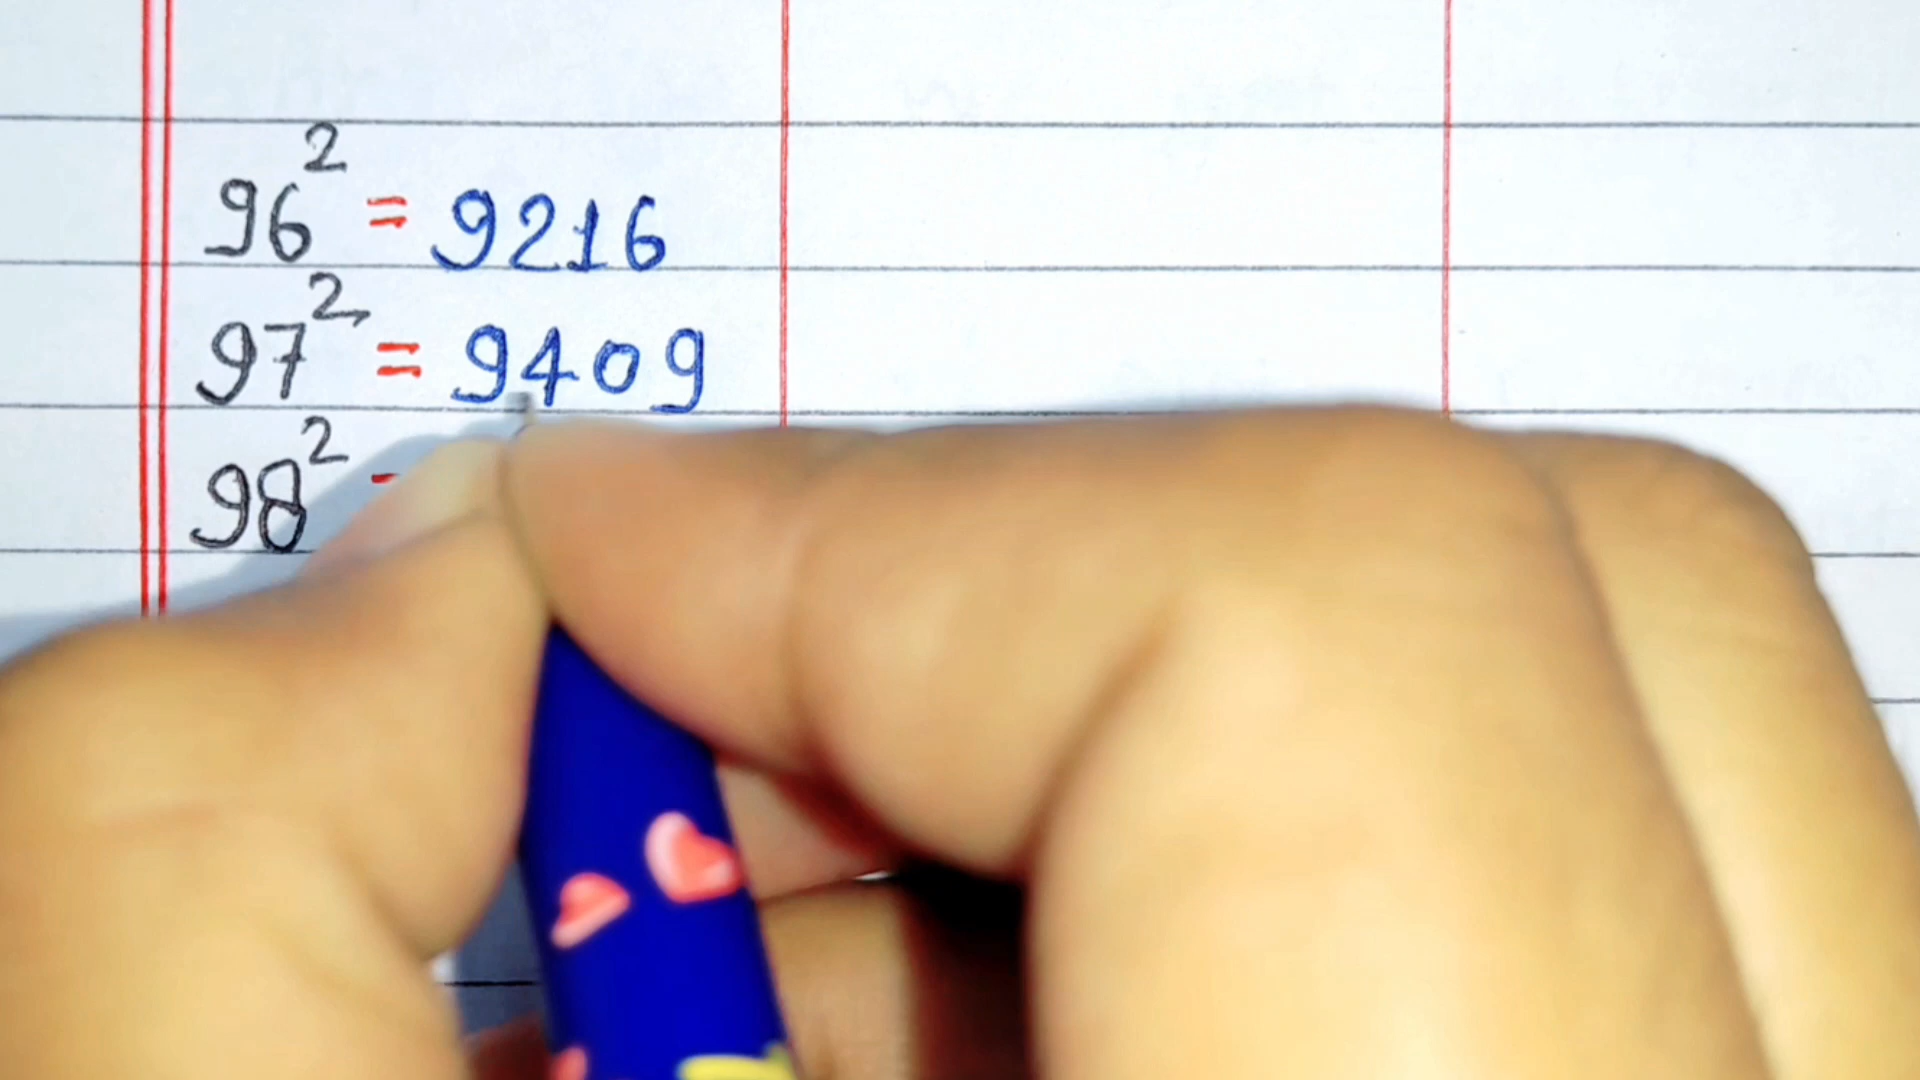 96² = 9216
97² = 9409
98² =